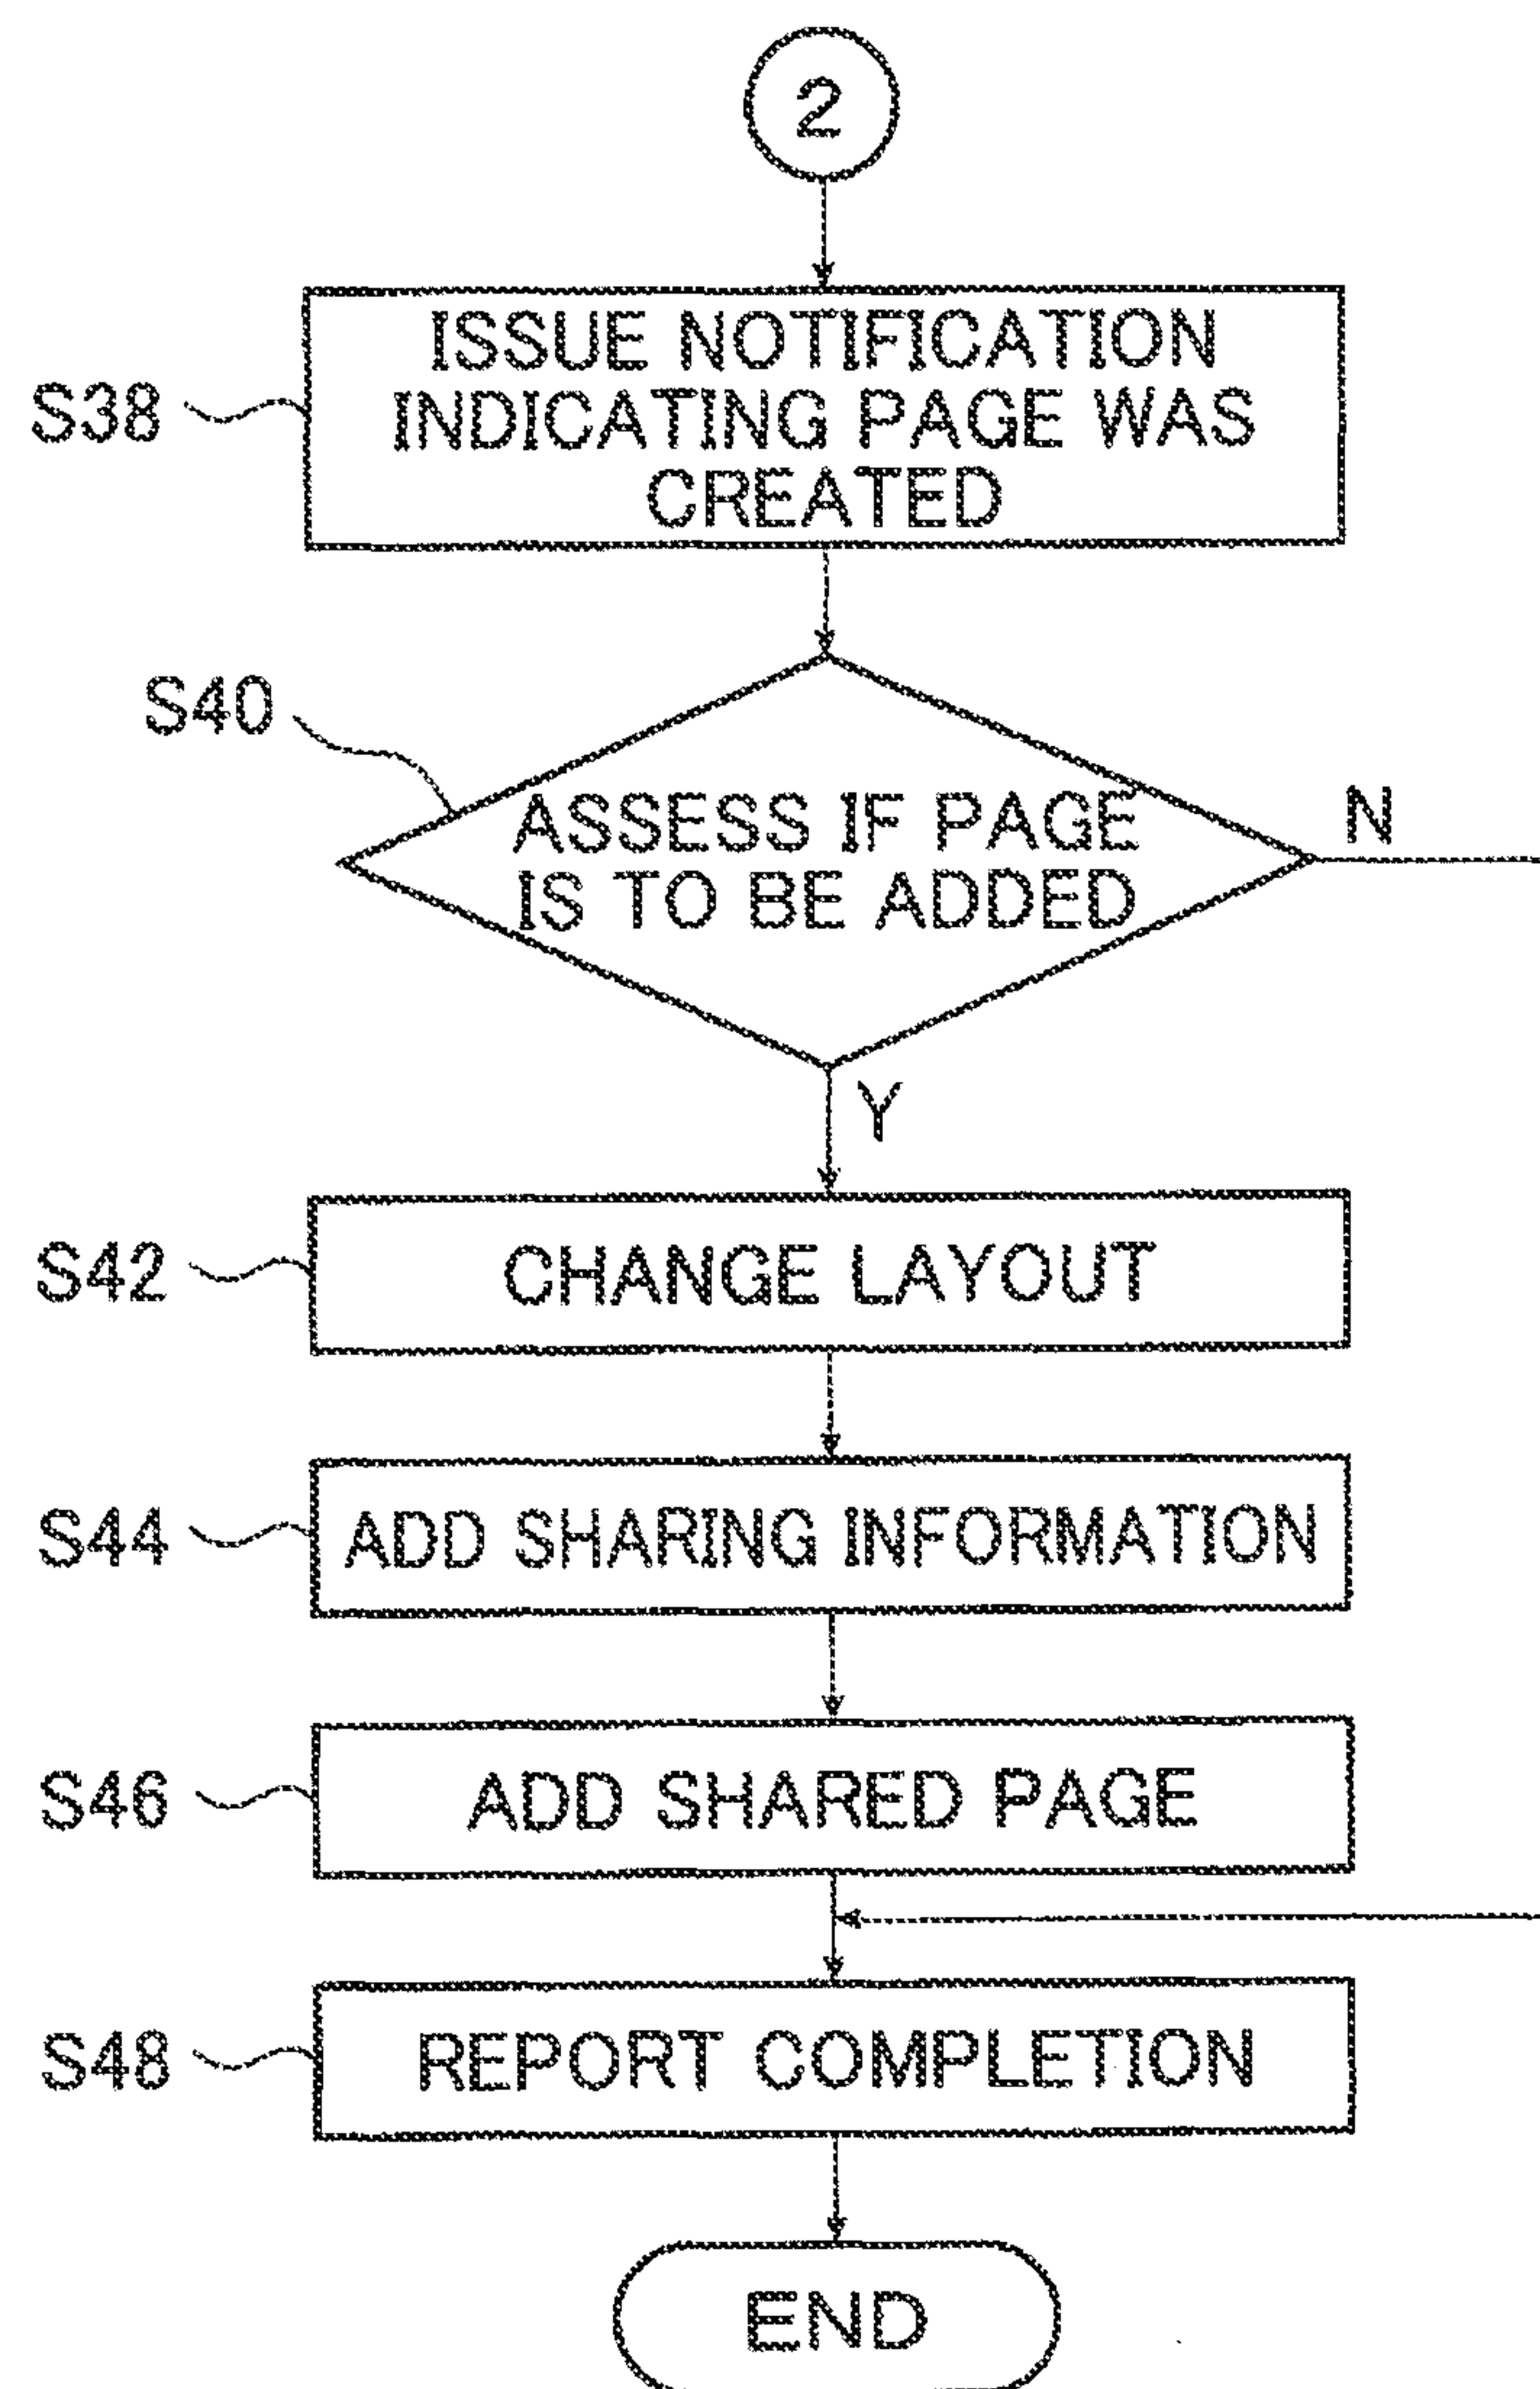 2
S38
ISSUE NOTIFICATION
INDICATING PAGE WAS
CREATED
S40
ASSESS IF PAGE
IS TO BE ADDED
N
Y
S42
CHANGE LAYOUT
S44
ADD SHARING INFORMATION
S46
ADD SHARED PAGE
S48
REPORT COMPLETION
END